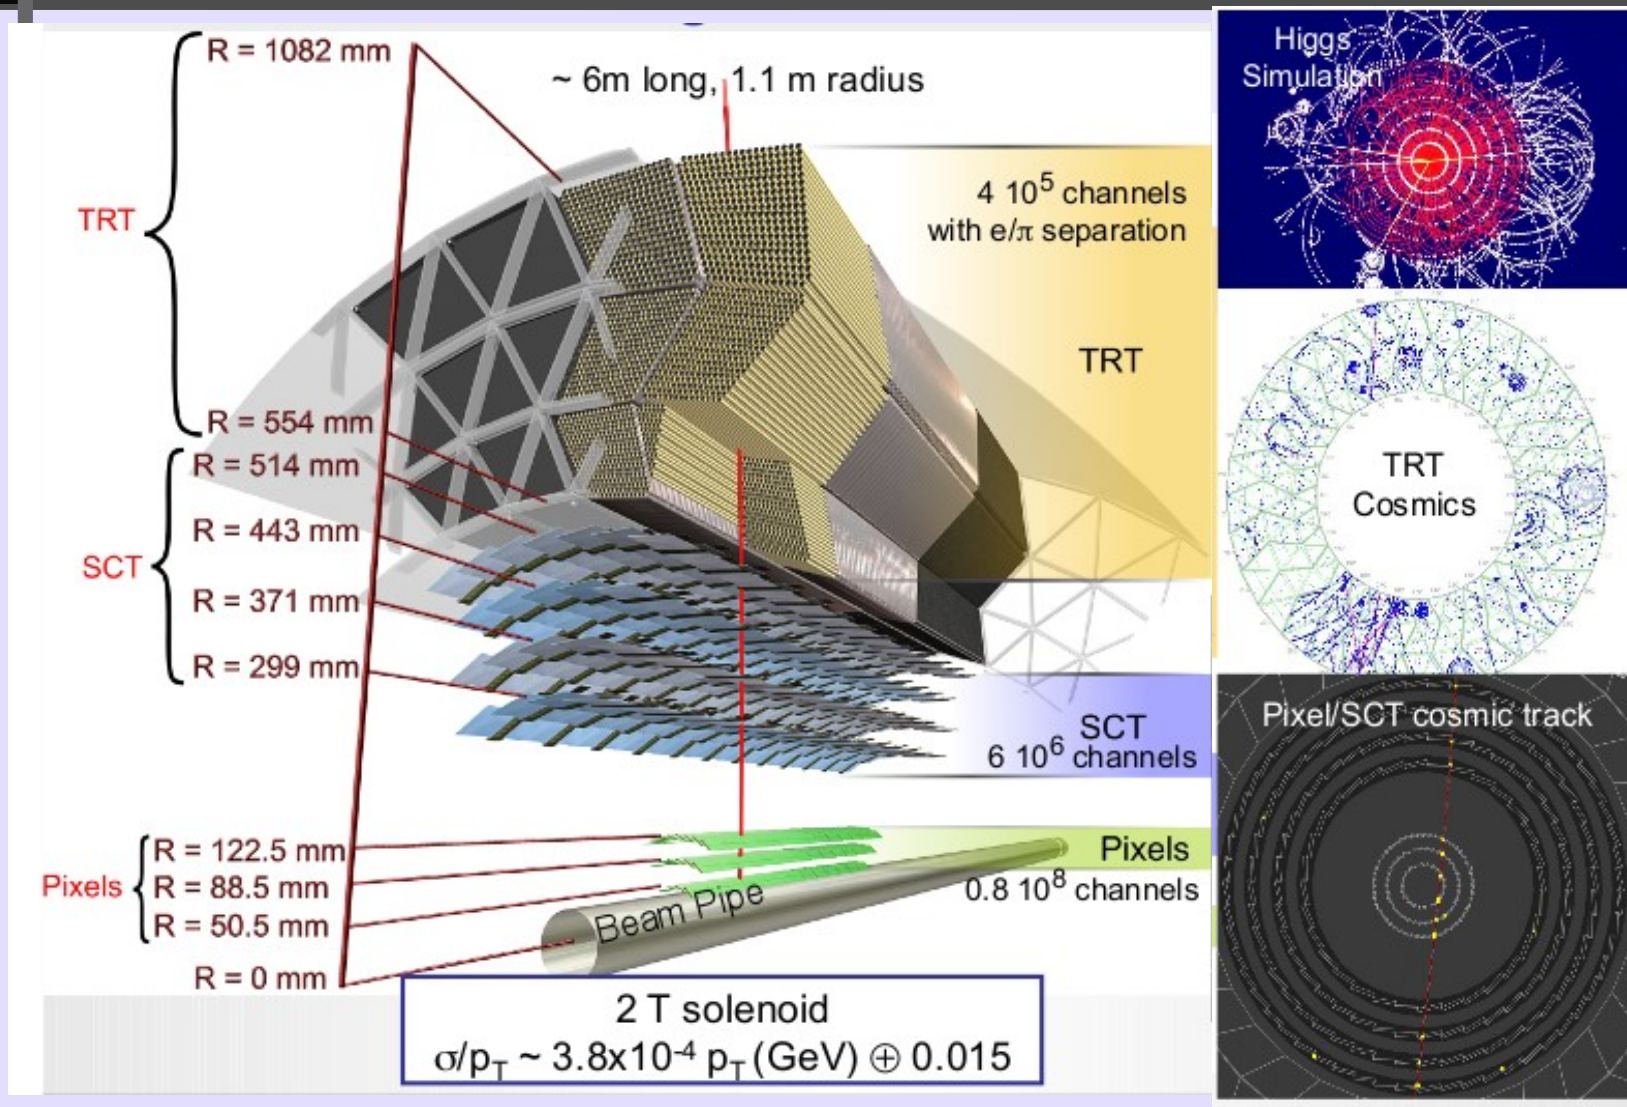 R = 1082 mm
~ 6m long, 1.1 m radius
TRT
4 10⁵ channels
with e/π separation
TRT
R = 554 mm
R = 514 mm
R = 443 mm
SCT
R = 371 mm
R = 299 mm
SCT
6 10⁶ channels
Pixels
R = 122.5 mm
R = 88.5 mm
R = 50.5 mm
R = 0 mm
Beam Pipe
Pixels
0.8 10⁸ channels
2 T solenoid
σ/p_T ~ 3.8x10⁻⁴ p_T (GeV) ⊕ 0.015
Higgs
Simulation
TRT
Cosmics
Pixel/SCT cosmic track